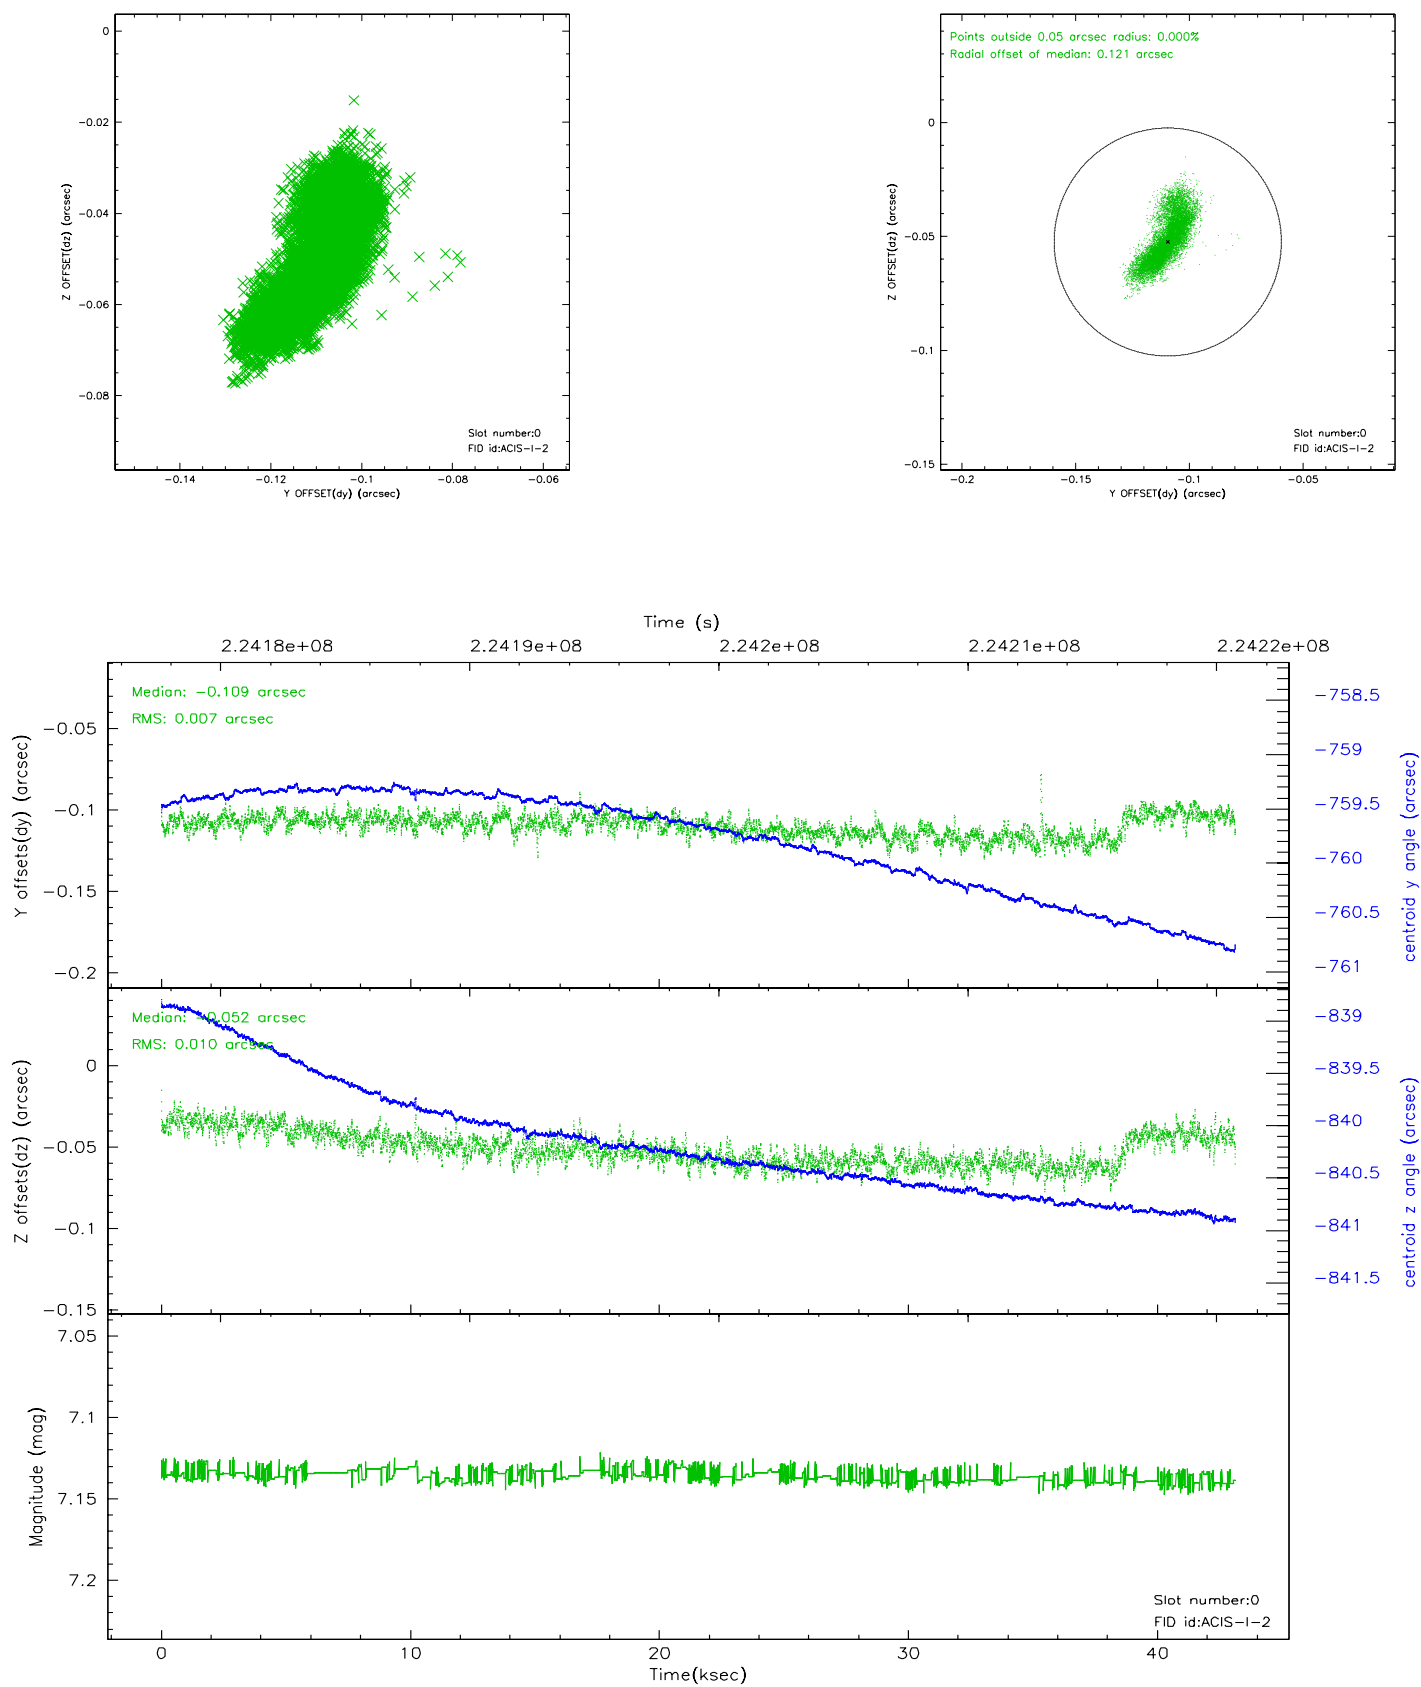 0
-0.02
-0.04
-0.06
-0.08
Z OFFSET(dz) (arcsec)
Slot number:0
FID id:ACIS-I-2
-0.14
-0.12
-0.1
-0.08
-0.06
Y OFFSET(dy) (arcsec)
Points outside 0.05 arcsec radius: 0.000%
Radial offset of median: 0.121 arcsec
0
-0.05
-0.1
-0.15
Z OFFSET(dz) (arcsec)
Slot number:0
FID id:ACIS-I-2
-0.2
-0.15
-0.1
-0.05
Y OFFSET(dy) (arcsec)
Time (s)
2.2418e+08
2.2419e+08
2.242e+08
2.2421e+08
2.2422e+08
Median: -0.109 arcsec
RMS: 0.007 arcsec
-0.05
-0.1
-0.15
-0.2
Y offsets(dy) (arcsec)
-758.5
-759
-759.5
-760
-760.5
-761
centroid y angle (arcsec)
Median: -0.052 arcsec
RMS: 0.010 arcsec
0
-0.05
-0.1
-0.15
Z offsets(dz) (arcsec)
-839
-839.5
-840
-840.5
-841
-841.5
centroid z angle (arcsec)
7.05
7.1
7.15
7.2
Magnitude (mag)
Slot number:0
FID id:ACIS-I-2
0
10
20
30
40
Time(ksec)